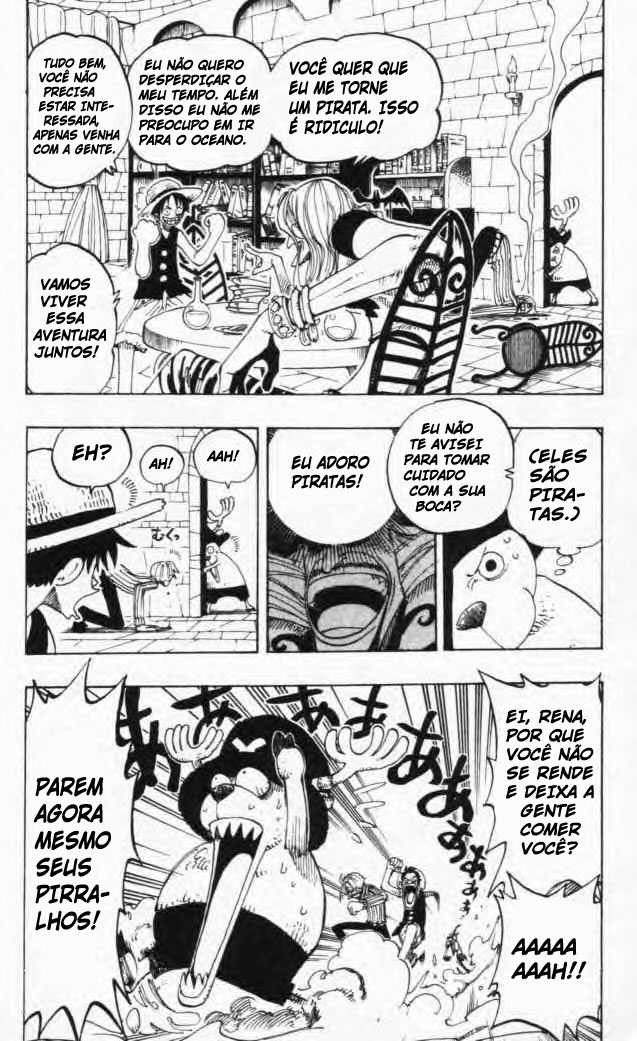 VOCÊ QUER QUE
EU ME TORNE
UM PIRATA. ISSO
É RIDICULO!
EU NÃO QUERO
DESPERDIÇAR O
MEU TEMPO. ALÉM
DISSO EU NÃO ME
PREOCUPO EM IR
PARA O OCEANO.
TUDO BEM,
VOCÊ NÃO
PRECISA
ESTAR INTE-
RESSADA,
APENAS VENHA
COM A GENTE.
VAMOS
VIVER
ESSA
AVENTURA
JUNTOS!
(ELES
SÃO
PIRA-
TAS.)
EU NÃO
TE AVISEI
PARA TOMAR
CUIDADO
COM A SUA
BOCA?
EU ADORO
PIRATAS!
AAH!
AH!
むくっ
EH?
EI, RENA,
POR QUE
VOCÊ NÃO
SE RENDE
E DEIXA A
GENTE
COMER
VOCÊ?
AAAAA
AAAH!!
PAREM
AGORA
MESMO
SEUS
PIRRA-
LHOS!